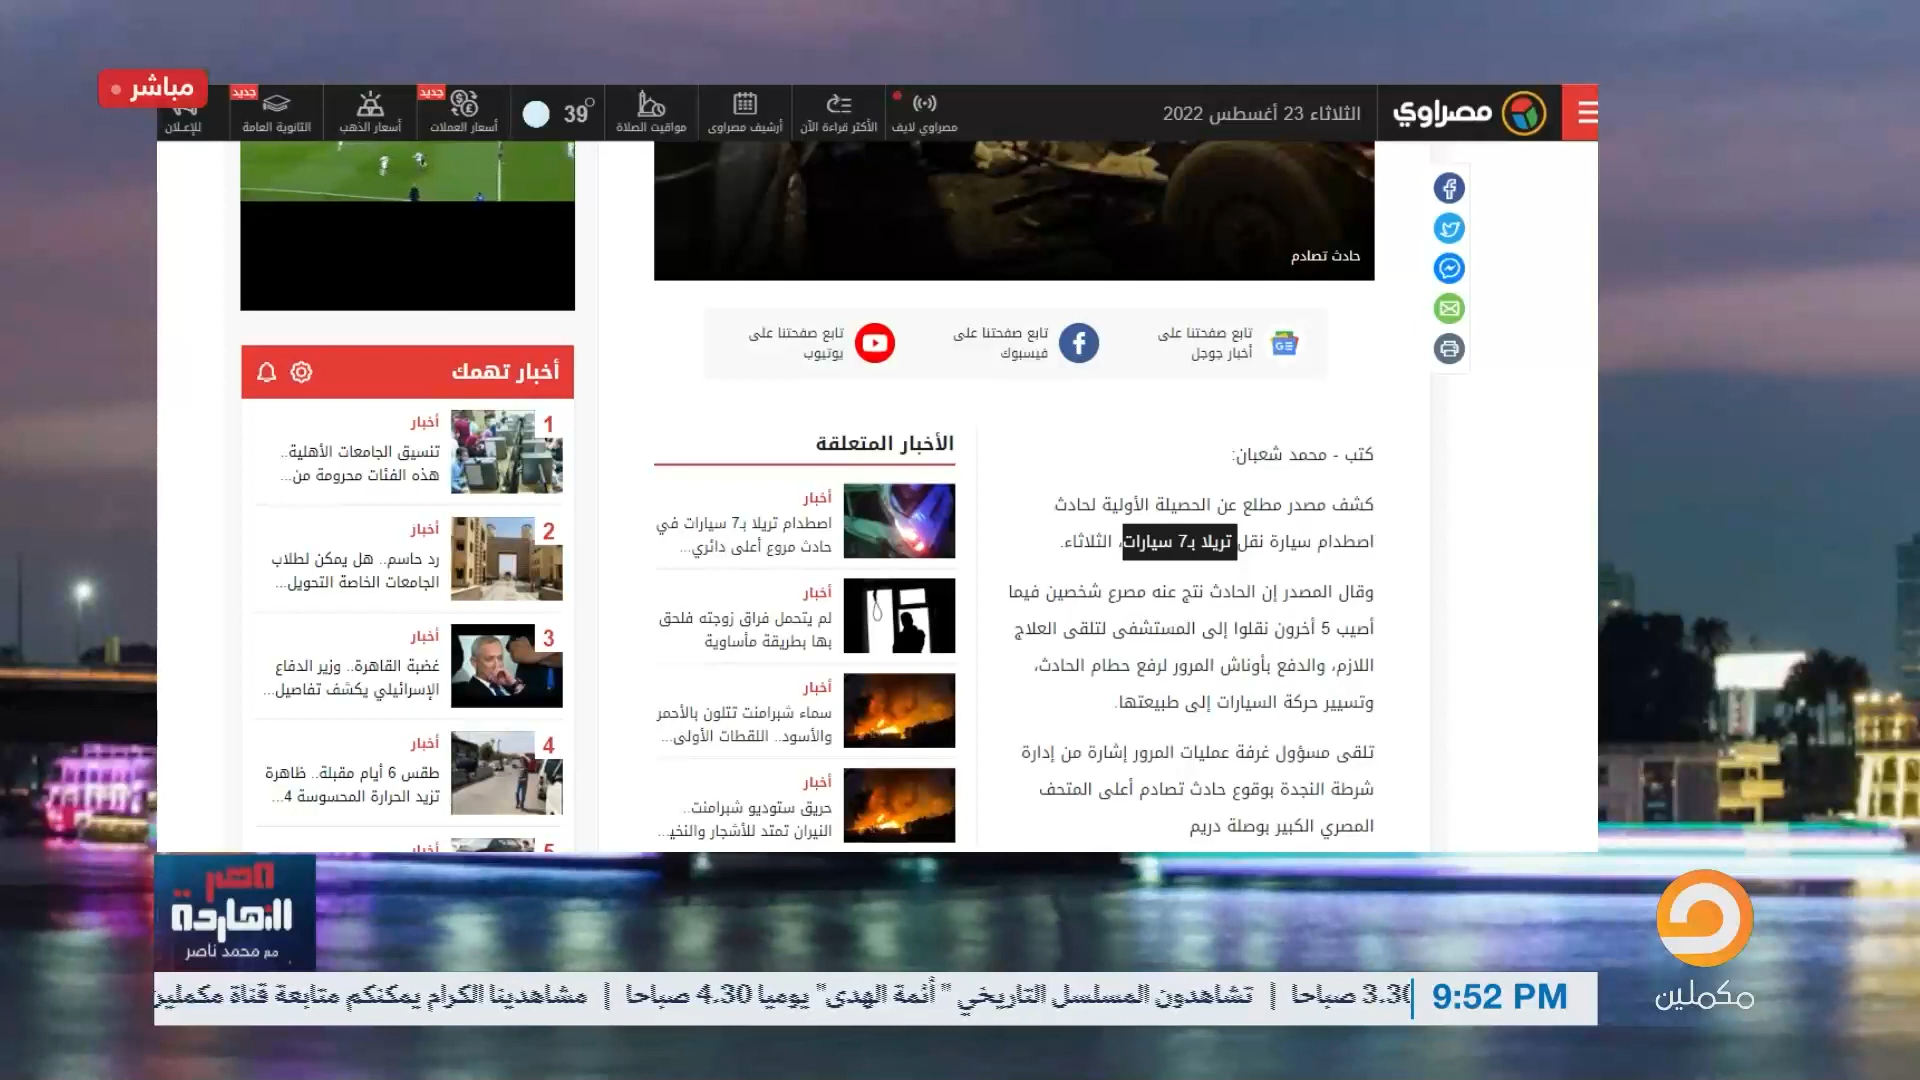 مباشر
مصراوي
الثلاثاء 23 أغسطس 2022
مصراوي لايف
الأكثر قراءة الآن
أرشيف مصراوى
مواقيت الصلاة
39°
جديد
أسعار العملات
أسعار الذهب
جديد
الثانوية العامة
للإعلان
حادث تصادم
تابع صفحتنا على
أخبار جوجل
تابع صفحتنا على
فيسبوك
تابع صفحتنا على
يوتيوب
كتب - محمد شعبان:
كشف مصدر مطلع عن الحصيلة الأولية لحادث
اصطدام سيارة نقل تريلا بـ7 سيارات، الثلاثاء.
وقال المصدر إن الحادث نتج عنه مصرع شخصين فيما
أصيب 5 أخرون نقلوا إلى المستشفى لتلقى العلاج
اللازم، والدفع بأوناش المرور لرفع حطام الحادث،
وتسيير حركة السيارات إلى طبيعتها.
تلقى مسؤول غرفة عمليات المرور إشارة من إدارة
شرطة النجدة بوقوع حادث تصادم أعلى المتحف
المصري الكبير بوصلة دريم
الأخبار المتعلقة
أخبار
اصطدام تريلا بـ7 سيارات في
حادث مروع أعلى دائري...
أخبار
لم يتحمل فراق زوجته فلحق
بها بطريقة مأساوية
أخبار
سماء شبرامنت تتلون بالأحمر
والأسود.. اللقطات الأولى...
أخبار
حريق ستوديو شبرامنت..
النيران تمتد للأشجار والنخيـ...
أخبار تهمك
1
أخبار
تنسيق الجامعات الأهلية..
هذه الفئات محرومة من...
2
أخبار
رد حاسم.. هل يمكن لطلاب
الجامعات الخاصة التحويل...
3
أخبار
غضبة القاهرة.. وزير الدفاع
الإسرائيلي يكشف تفاصيل...
4
أخبار
طقس 6 أيام مقبلة.. ظاهرة
تزيد الحرارة المحسوسة 4...
5
أخبار
مصر
النهاردة
مع محمد ناصر
مكملين
9:52 PM
3.30 صباحا | تشاهدون المسلسل التاريخي "أئمة الهدى" يوميا 4.30 صباحا | مشاهدينا الكرام يمكنكم متابعة قناة مكملين